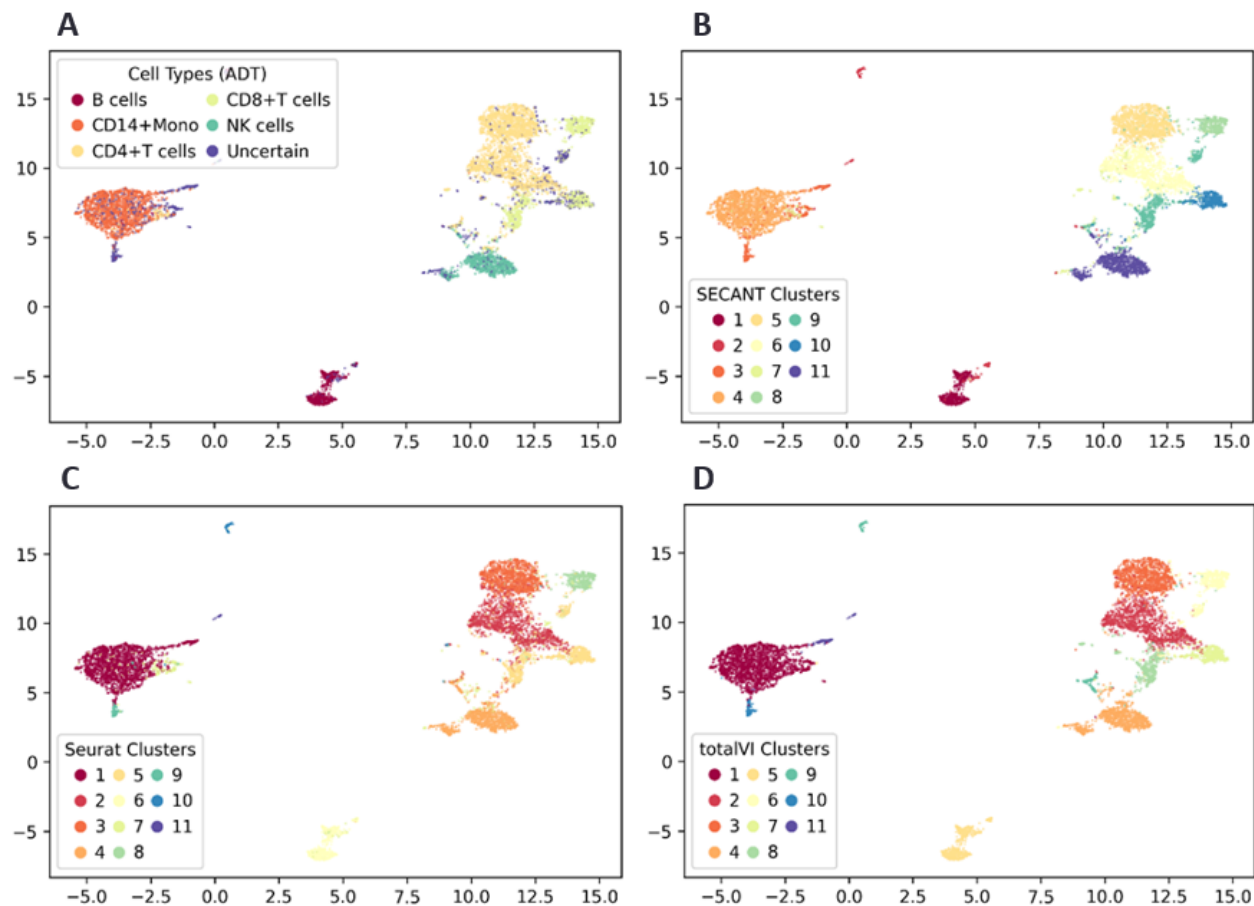 A
B
Cell Types (ADT)
B cells CD8+T cells
CD14+Mono NK cells
CD4+T cells Uncertain
15
10
5
0
−5
−5.0 −2.5 0.0 2.5 5.0 7.5 10.0 12.5 15.0
15
10
5
0
−5
SECANT Clusters
1 5 9
2 6 10
3 7 11
4 8
−5.0 −2.5 0.0 2.5 5.0 7.5 10.0 12.5 15.0
C
D
15
10
5
0
−5
Seurat Clusters
1 5 9
2 6 10
3 7 11
4 8
−5.0 −2.5 0.0 2.5 5.0 7.5 10.0 12.5 15.0
15
10
5
0
−5
totalVI Clusters
1 5 9
2 6 10
3 7 11
4 8
−5.0 −2.5 0.0 2.5 5.0 7.5 10.0 12.5 15.0